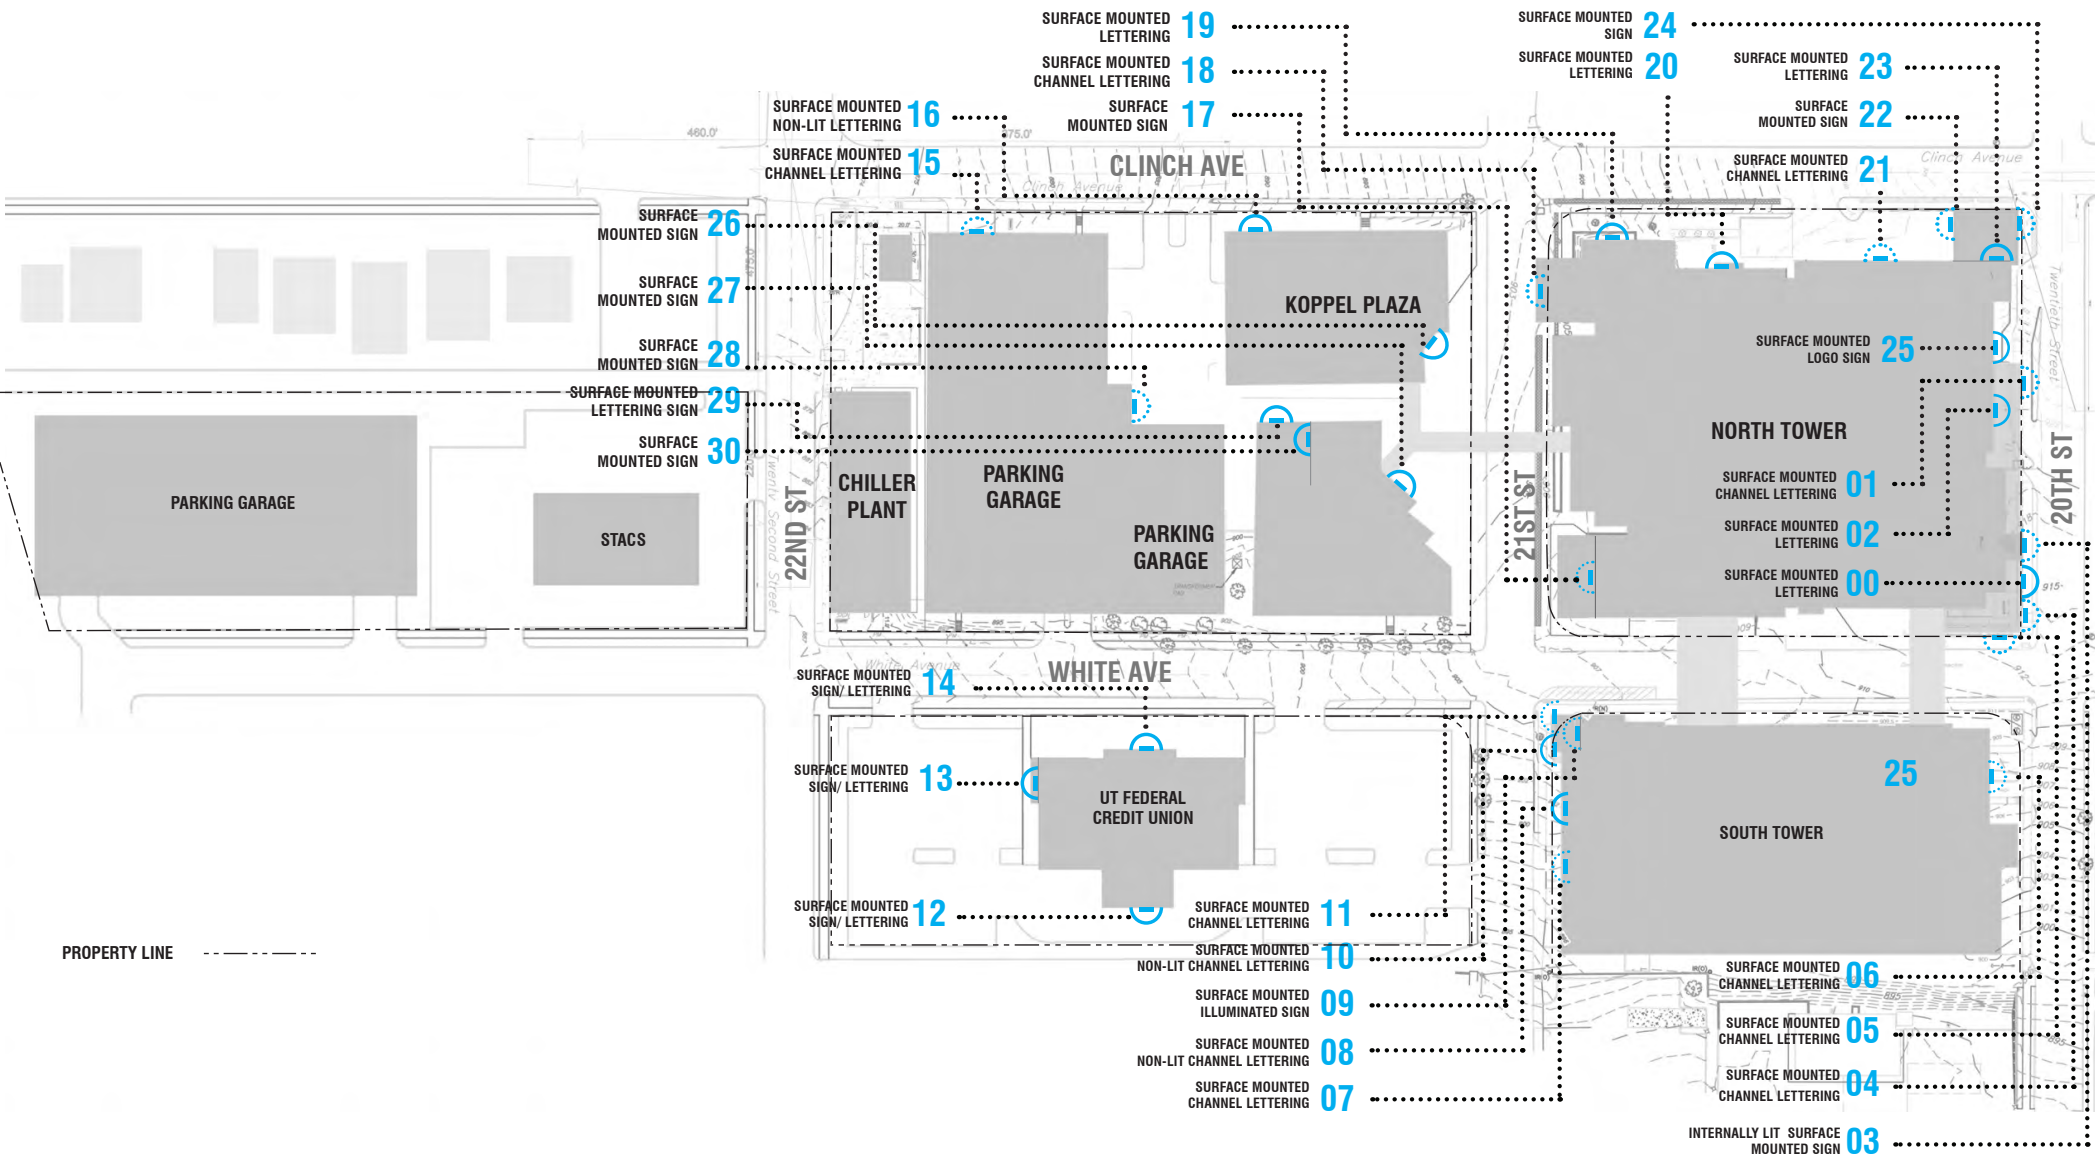 SURFACE MOUNTED
LETTERING 19
SURFACE MOUNTED
CHANNEL LETTERING 18
SURFACE
MOUNTED SIGN 17
SURFACE MOUNTED
NON-LIT LETTERING 16
SURFACE MOUNTED
CHANNEL LETTERING 15
SURFACE MOUNTED
SIGN 24
SURFACE MOUNTED
LETTERING 20
SURFACE MOUNTED
LETTERING 23
SURFACE
MOUNTED SIGN 22
SURFACE MOUNTED
CHANNEL LETTERING 21
460.0'
375.0'
CLINCH AVE
Clinch Avenue
Clinch Avenue
SURFACE
MOUNTED SIGN 26
SURFACE
MOUNTED SIGN 27
SURFACE
MOUNTED SIGN 28
SURFACE MOUNTED
LETTERING SIGN 29
SURFACE
MOUNTED SIGN 30
475.0'
KOPPEL PLAZA
SURFACE MOUNTED
LOGO SIGN 25
Twentieth Street
NORTH TOWER
SURFACE MOUNTED
CHANNEL LETTERING 01
SURFACE MOUNTED
LETTERING 02
SURFACE MOUNTED
LETTERING 00
20TH ST
21ST ST
22ND ST
Twenty Second Street
PARKING GARAGE
STACS
CHILLER
PLANT
PARKING
GARAGE
PARKING
GARAGE
915
White Avenue
WHITE AVE
912
910
SURFACE MOUNTED
SIGN/ LETTERING 14
SURFACE MOUNTED
SIGN/ LETTERING 13
UT FEDERAL
CREDIT UNION
SURFACE MOUNTED
SIGN/ LETTERING 12
25
SOUTH TOWER
SURFACE MOUNTED
CHANNEL LETTERING 11
SURFACE MOUNTED
NON-LIT CHANNEL LETTERING 10
SURFACE MOUNTED
ILLUMINATED SIGN 09
SURFACE MOUNTED
NON-LIT CHANNEL LETTERING 08
SURFACE MOUNTED
CHANNEL LETTERING 07
SURFACE MOUNTED
CHANNEL LETTERING 06
SURFACE MOUNTED
CHANNEL LETTERING 05
SURFACE MOUNTED
CHANNEL LETTERING 04
INTERNALLY LIT SURFACE
MOUNTED SIGN 03
895
PROPERTY LINE